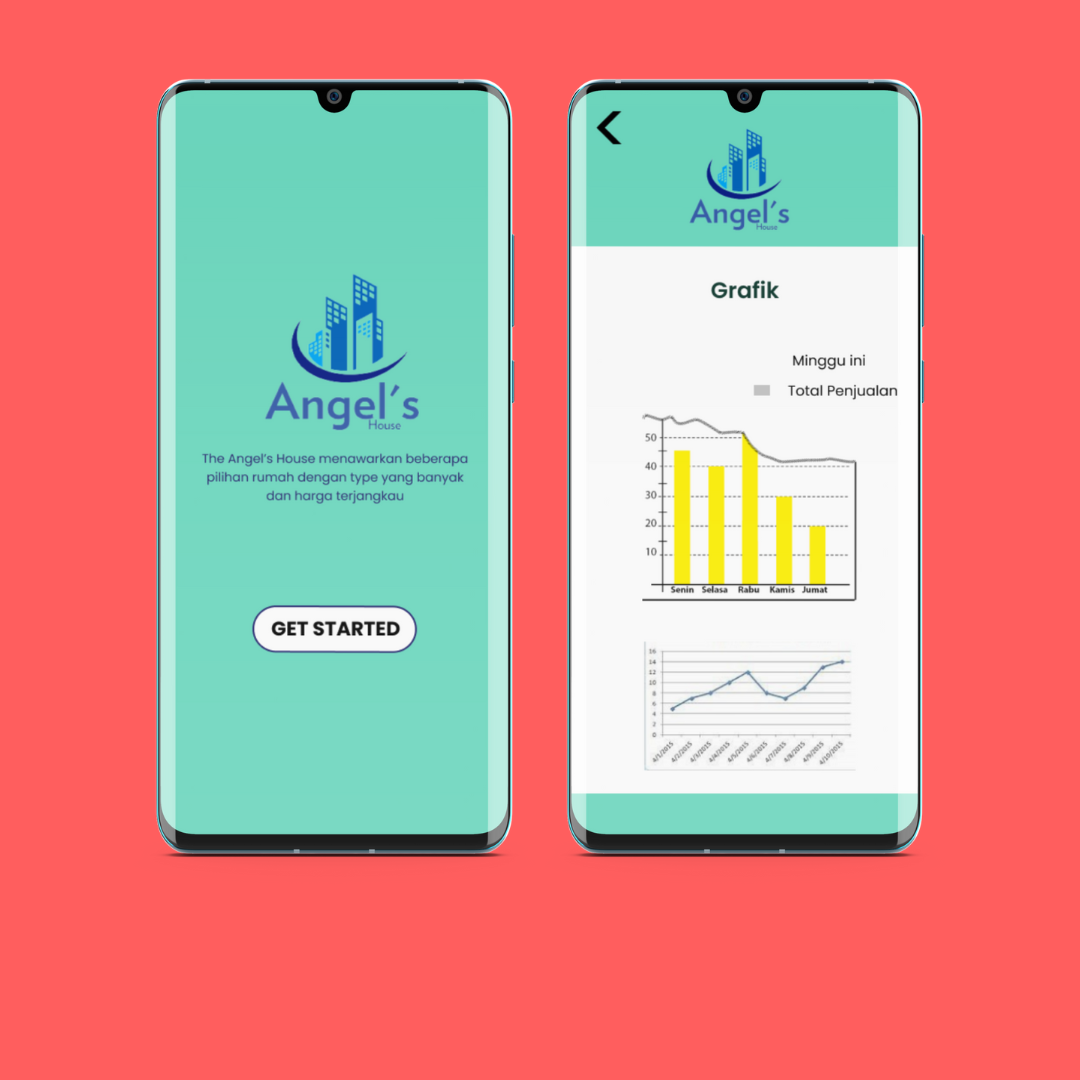 Angel's
House
The Angel's House menawarkan beberapa
pilihan rumah dengan type yang banyak
dan harga terjangkau
GET STARTED
Angel's
House
Grafik
Minggu ini
Total Penjualan
50
40
30
20
10
Senin Selasa Rabu Kamis Jumat
16
14
12
10
8
6
4
2
0
4/1/2015 4/2/2015 4/3/2015 4/4/2015 4/5/2015 4/6/2015 4/7/2015 4/8/2015 4/9/2015 4/10/2015